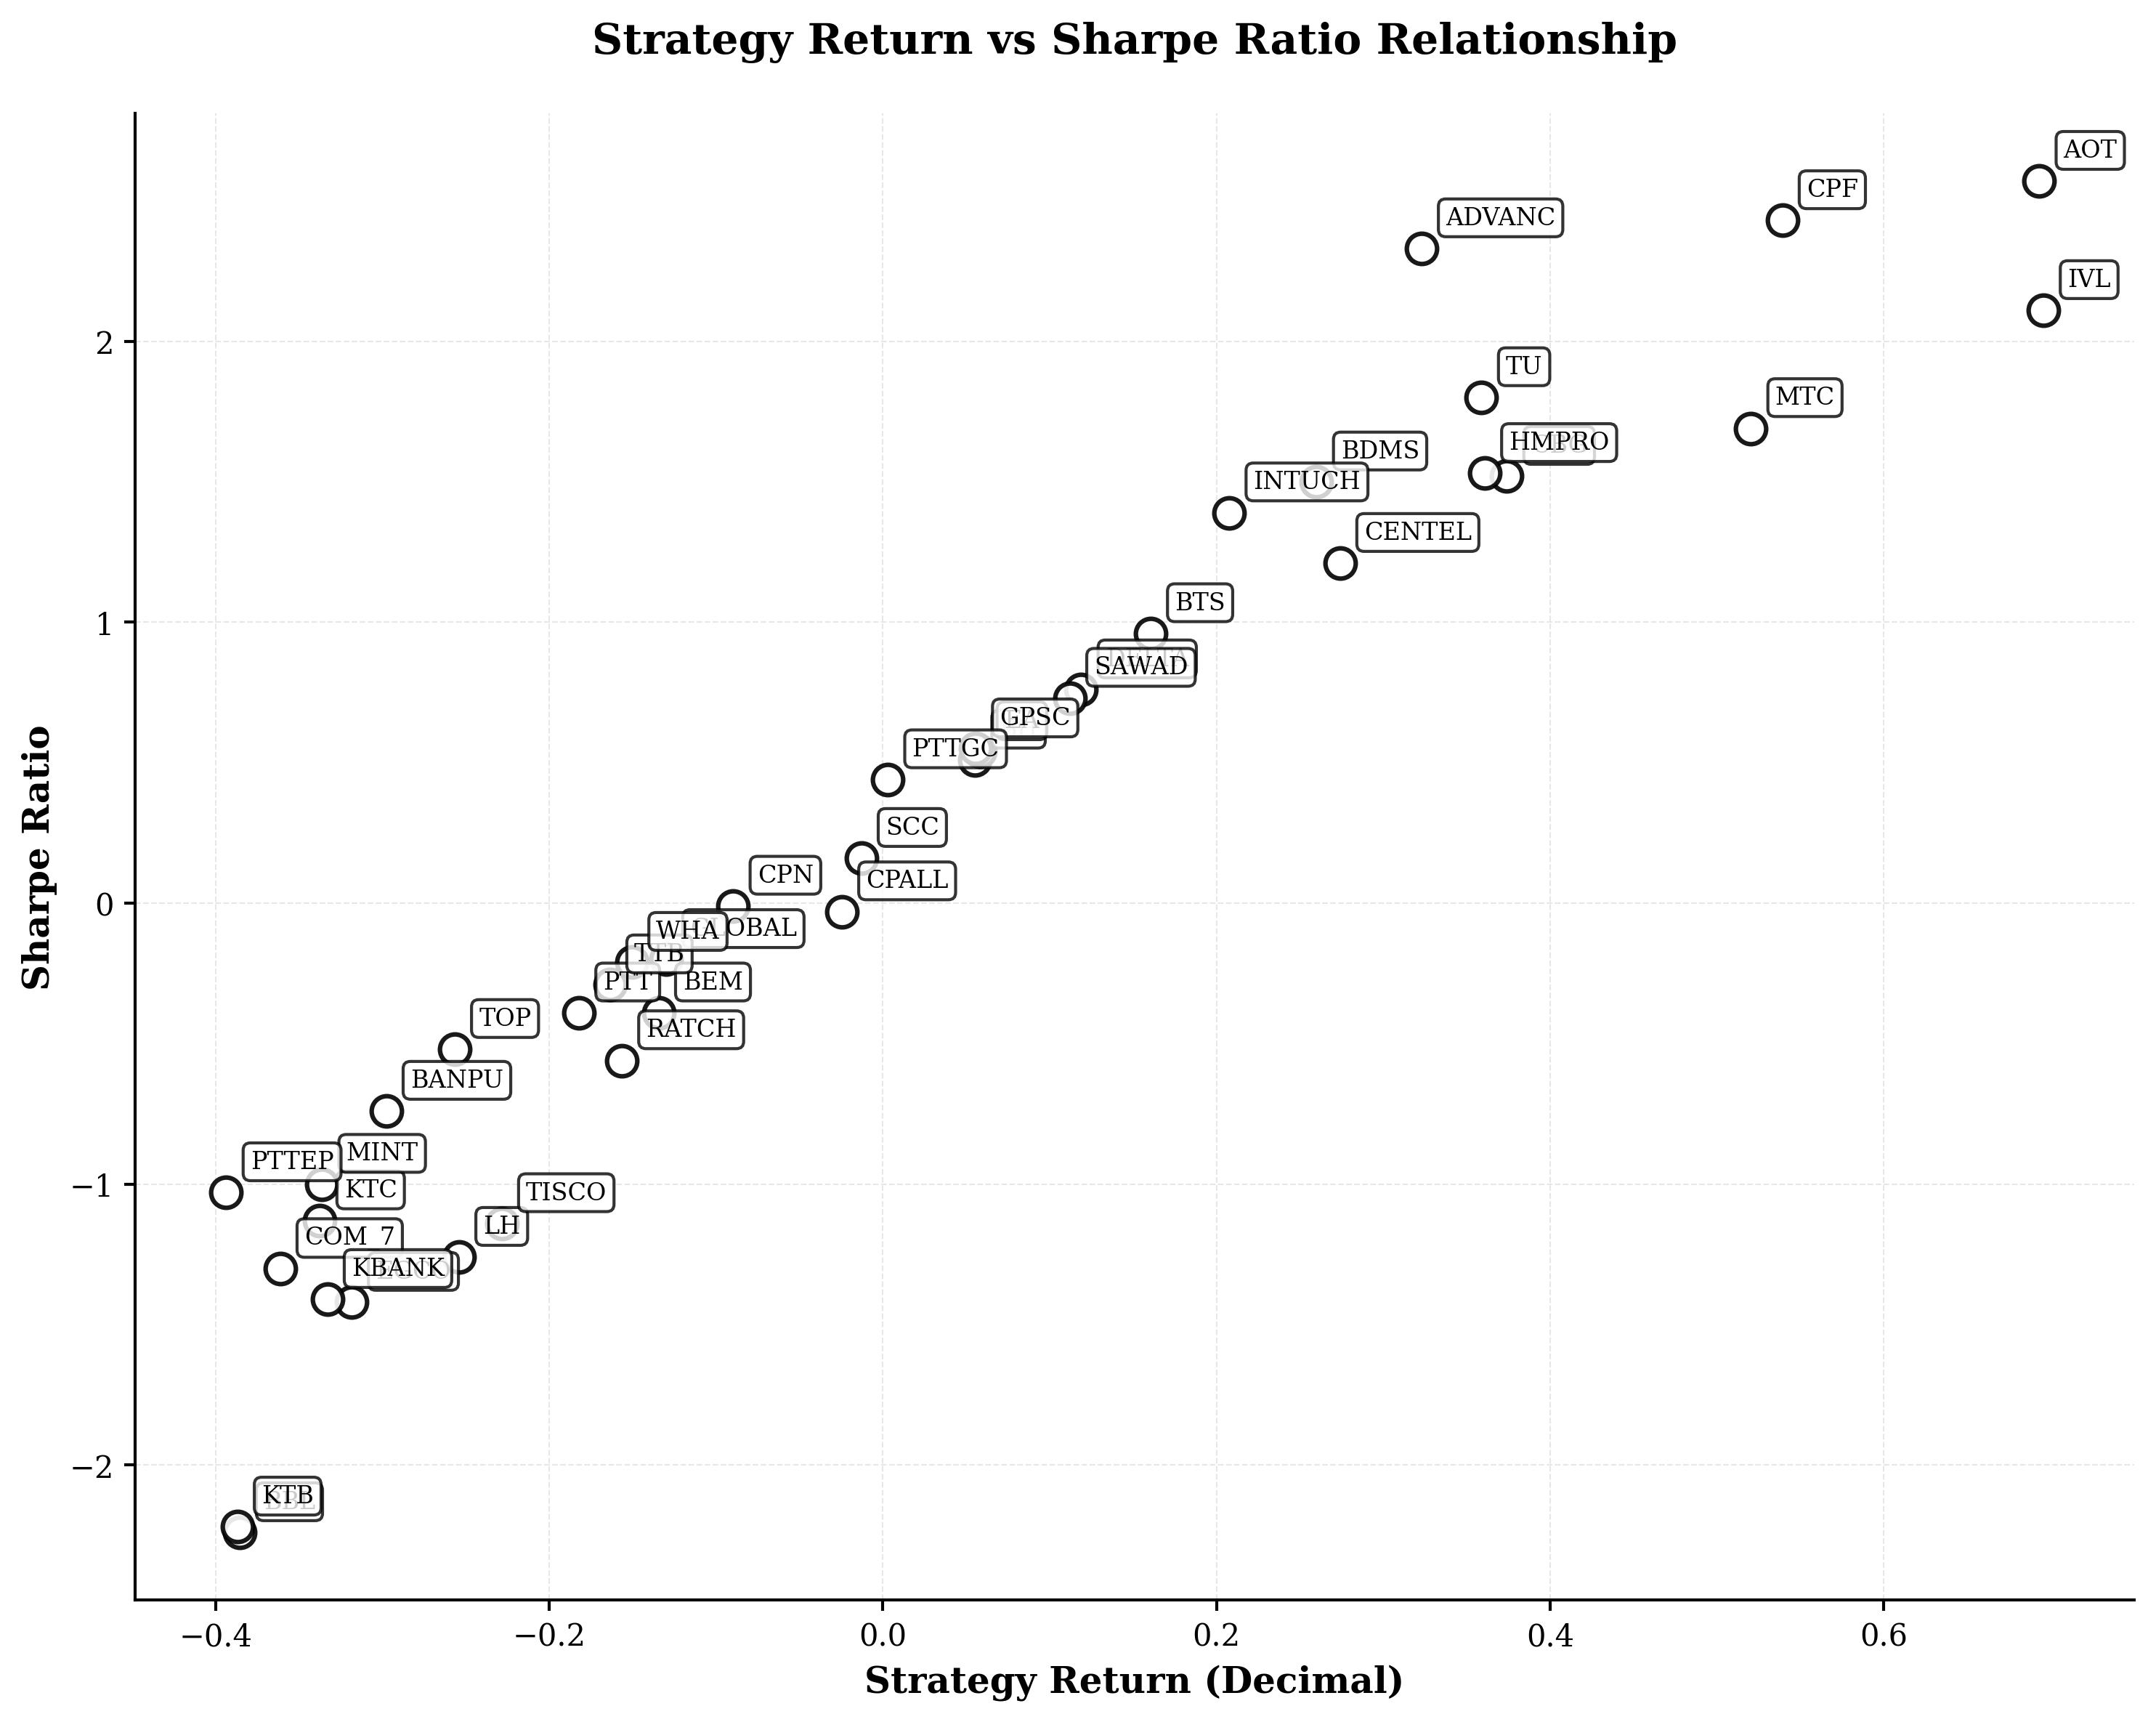 Strategy Return vs Sharpe Ratio Relationship
AOT
CPF
ADVANC
IVL
2
TU
MTC
HMPRO
BDMS
INTUCH
CENTEL
1
BTS
SAWAD
GPSC
PTTGC
SCC
CPALL
CPN
0
WHA
TTB
PTT
BEM
RATCH
TOP
BANPU
MINT
PTTEP
−1
KTC
TISCO
LH
COM_7
KBANK
−2
KTB
Sharpe Ratio
−0.4
−0.2
0.0
0.2
0.4
0.6
Strategy Return (Decimal)